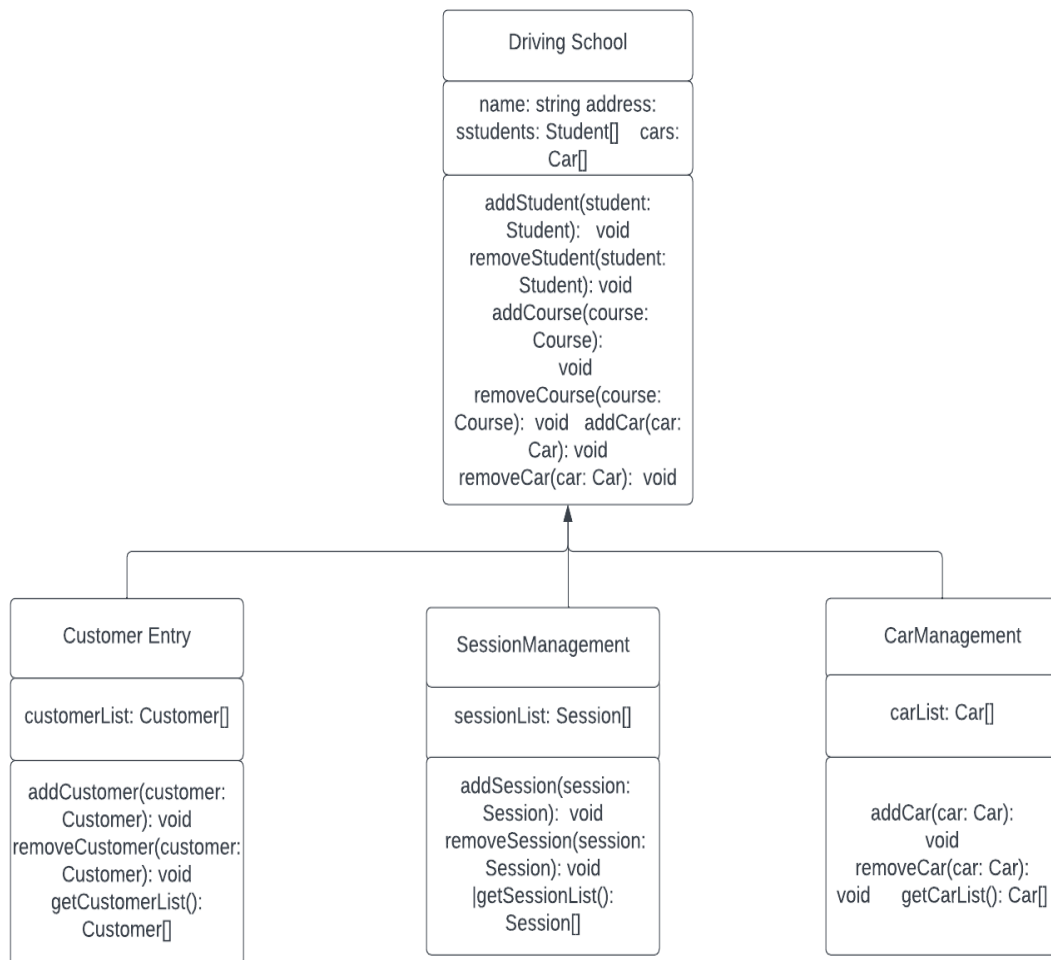 Driving School
name: string address:
sstudents: Student[] cars:
Car[]
addStudent(student:
Student): void
removeStudent(student:
Student): void
addCourse(course:
Course):
void
removeCourse(course:
Course): void addCar(car:
Car): void
removeCar(car: Car): void
Customer Entry
customerList: Customer[]
addCustomer(customer:
Customer): void
removeCustomer(customer:
Customer): void
getCustomerList():
Customer[]
SessionManagement
sessionList: Session[]
addSession(session:
Session): void
removeSession(session:
Session): void
|getSessionList():
Session[]
CarManagement
carList: Car[]
addCar(car: Car):
void
removeCar(car: Car):
void getCarList(): Car[]